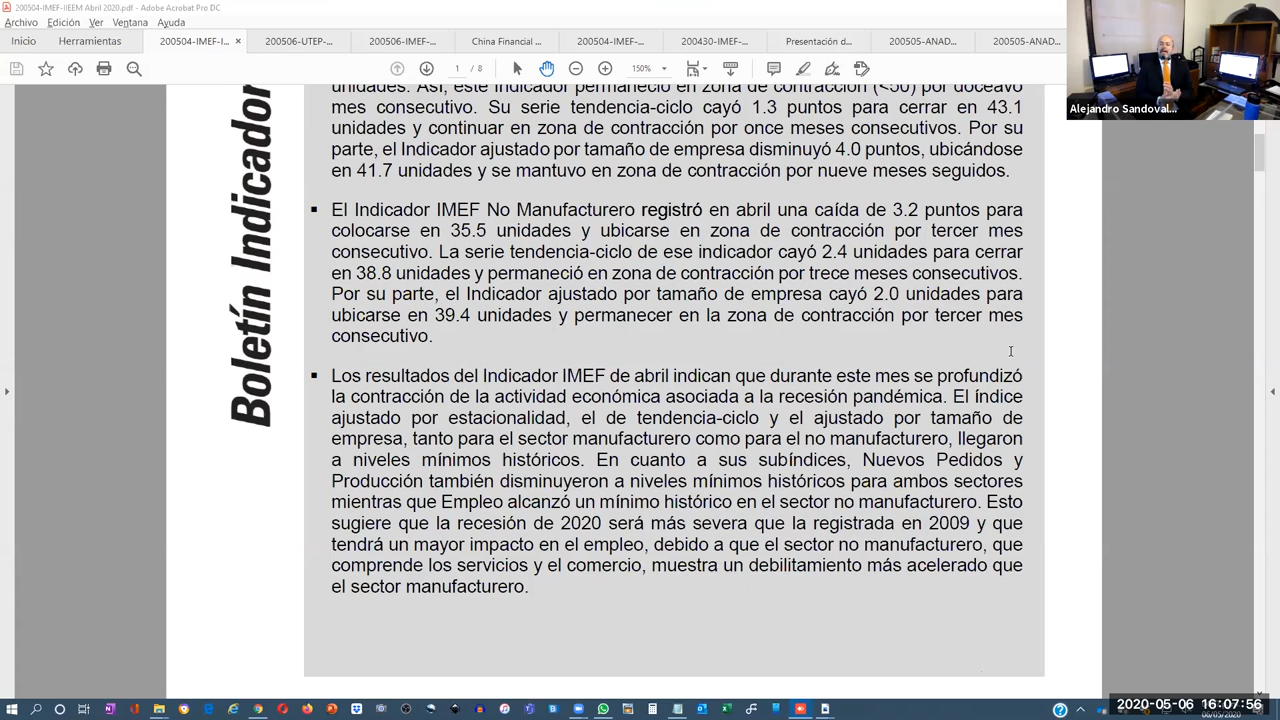 200504-IMEF-IIEEM Abril 2020.pdf - Adobe Acrobat Pro DC
Archivo Edición Ver Ventana Ayuda
Inicio Herramientas 200504-IMEF-I... × 200506-UTEP-... 200506-IMEF-... China Financial ... 200504-IMEF-... 200430-IMEF-... Presentación d... 200505-ANAD... 200505-ANAD...
1 / 8 150%
Alejandro Sandoval...
Boletín Indicador
unidades. Así, este Indicador permaneció en zona de contracción (<50) por doceavo
mes consecutivo. Su serie tendencia-ciclo cayó 1.3 puntos para cerrar en 43.1
unidades y continuar en zona de contracción por once meses consecutivos. Por su
parte, el Indicador ajustado por tamaño de empresa disminuyó 4.0 puntos, ubicándose
en 41.7 unidades y se mantuvo en zona de contracción por nueve meses seguidos.
▪ El Indicador IMEF No Manufacturero registró en abril una caída de 3.2 puntos para
colocarse en 35.5 unidades y ubicarse en zona de contracción por tercer mes
consecutivo. La serie tendencia-ciclo de ese indicador cayó 2.4 unidades para cerrar
en 38.8 unidades y permaneció en zona de contracción por trece meses consecutivos.
Por su parte, el Indicador ajustado por tamaño de empresa cayó 2.0 unidades para
ubicarse en 39.4 unidades y permanecer en la zona de contracción por tercer mes
consecutivo.
▪ Los resultados del Indicador IMEF de abril indican que durante este mes se profundizó
la contracción de la actividad económica asociada a la recesión pandémica. El índice
ajustado por estacionalidad, el de tendencia-ciclo y el ajustado por tamaño de
empresa, tanto para el sector manufacturero como para el no manufacturero, llegaron
a niveles mínimos históricos. En cuanto a sus subíndices, Nuevos Pedidos y
Producción también disminuyeron a niveles mínimos históricos para ambos sectores
mientras que Empleo alcanzó un mínimo histórico en el sector no manufacturero. Esto
sugiere que la recesión de 2020 será más severa que la registrada en 2009 y que
tendrá un mayor impacto en el empleo, debido a que el sector no manufacturero, que
comprende los servicios y el comercio, muestra un debilitamiento más acelerado que
el sector manufacturero.
2020-05-06 16:07:56
06/05/2020